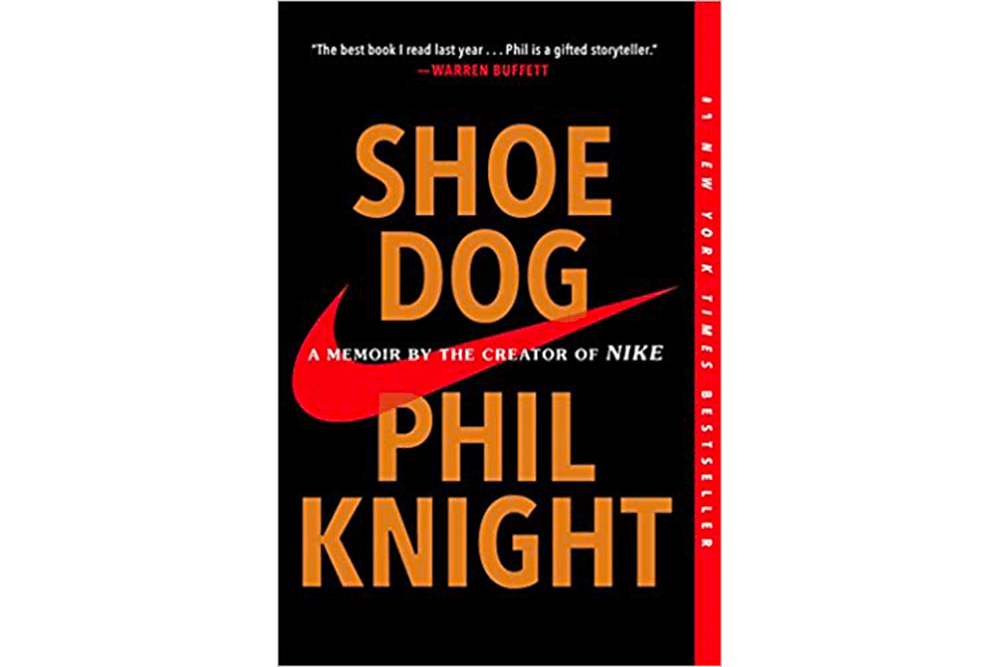 “The best book I read last year . . . Phil is a gifted storyteller.”
—WARREN BUFFETT
SHOE
DOG
A MEMOIR BY THE CREATOR OF NIKE
PHIL
KNIGHT
#1 NEW YORK TIMES BESTSELLER